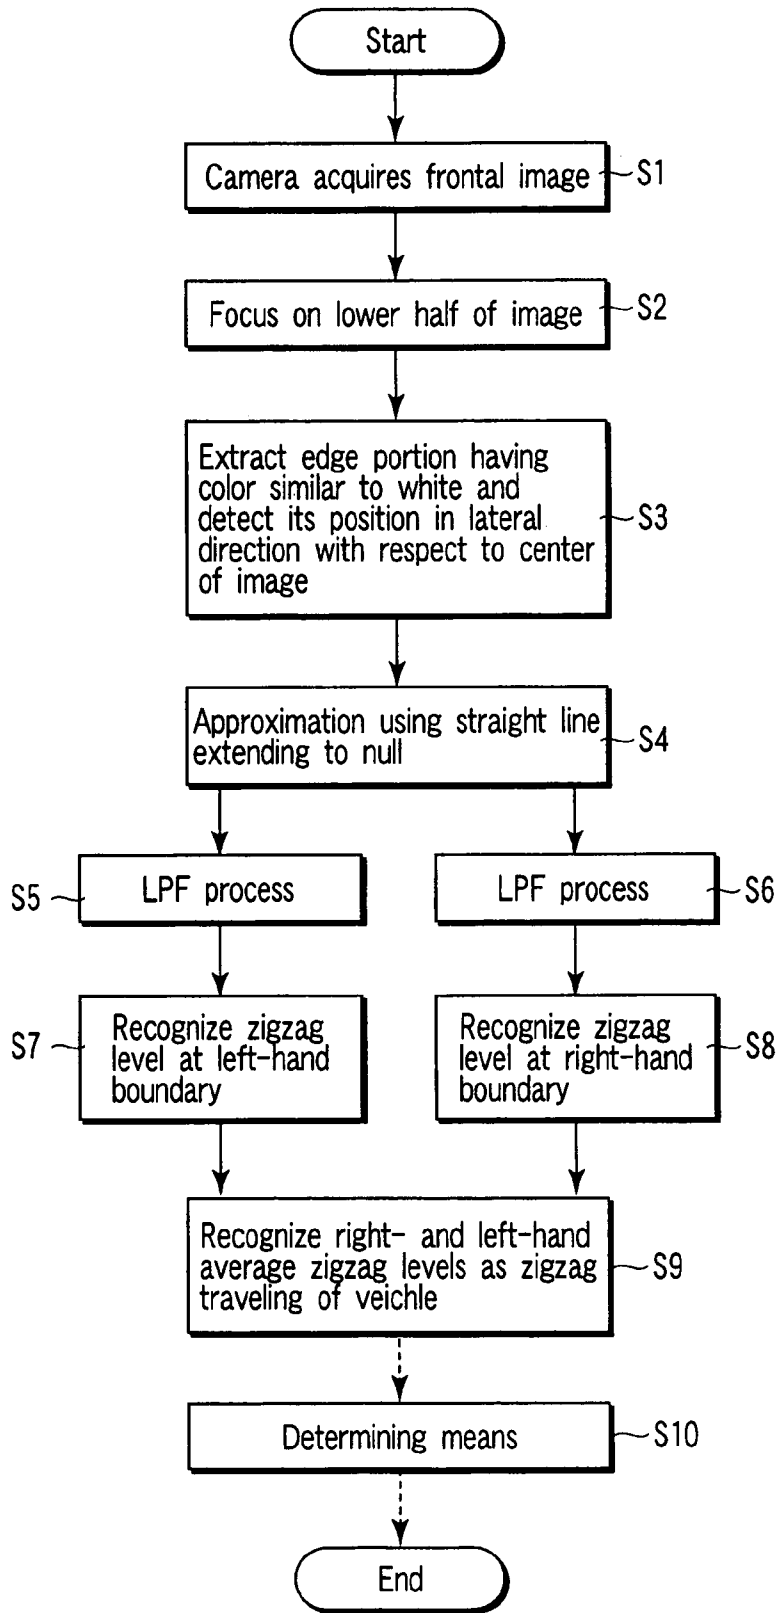 Start
Camera acquires frontal image
S1
Focus on lower half of image
S2
Extract edge portion having
color similar to white and
detect its position in lateral
direction with respect to center
of image
S3
Approximation using straight line
extending to null
S4
S5
LPF process
LPF process
S6
S7
Recognize zigzag
level at left-hand
boundary
Recognize zigzag
level at right-hand
boundary
S8
Recognize right- and left-hand
average zigzag levels as zigzag
traveling of veichle
S9
Determining means
S10
End